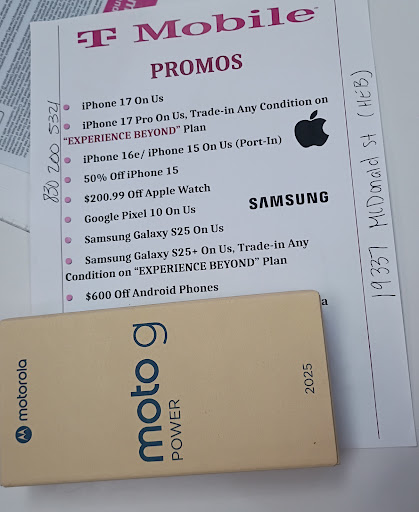 T Mobile
PROMOS
iPhone 17 On Us
iPhone 17 Pro On Us, Trade-in Any Condition on
"EXPERIENCE BEYOND" Plan
iPhone 16e/ iPhone 15 On Us (Port-In)
50% Off iPhone 15
$200.99 Off Apple Watch
Google Pixel 10 On Us
Samsung Galaxy S25 On Us
Samsung Galaxy S25+ On Us, Trade-in Any
Condition on "EXPERIENCE BEYOND" Plan
$600 Off Android Phones
SAMSUNG
830 200 5321
19337 McDonald St (HEB)
motorola
moto g
POWER
2025